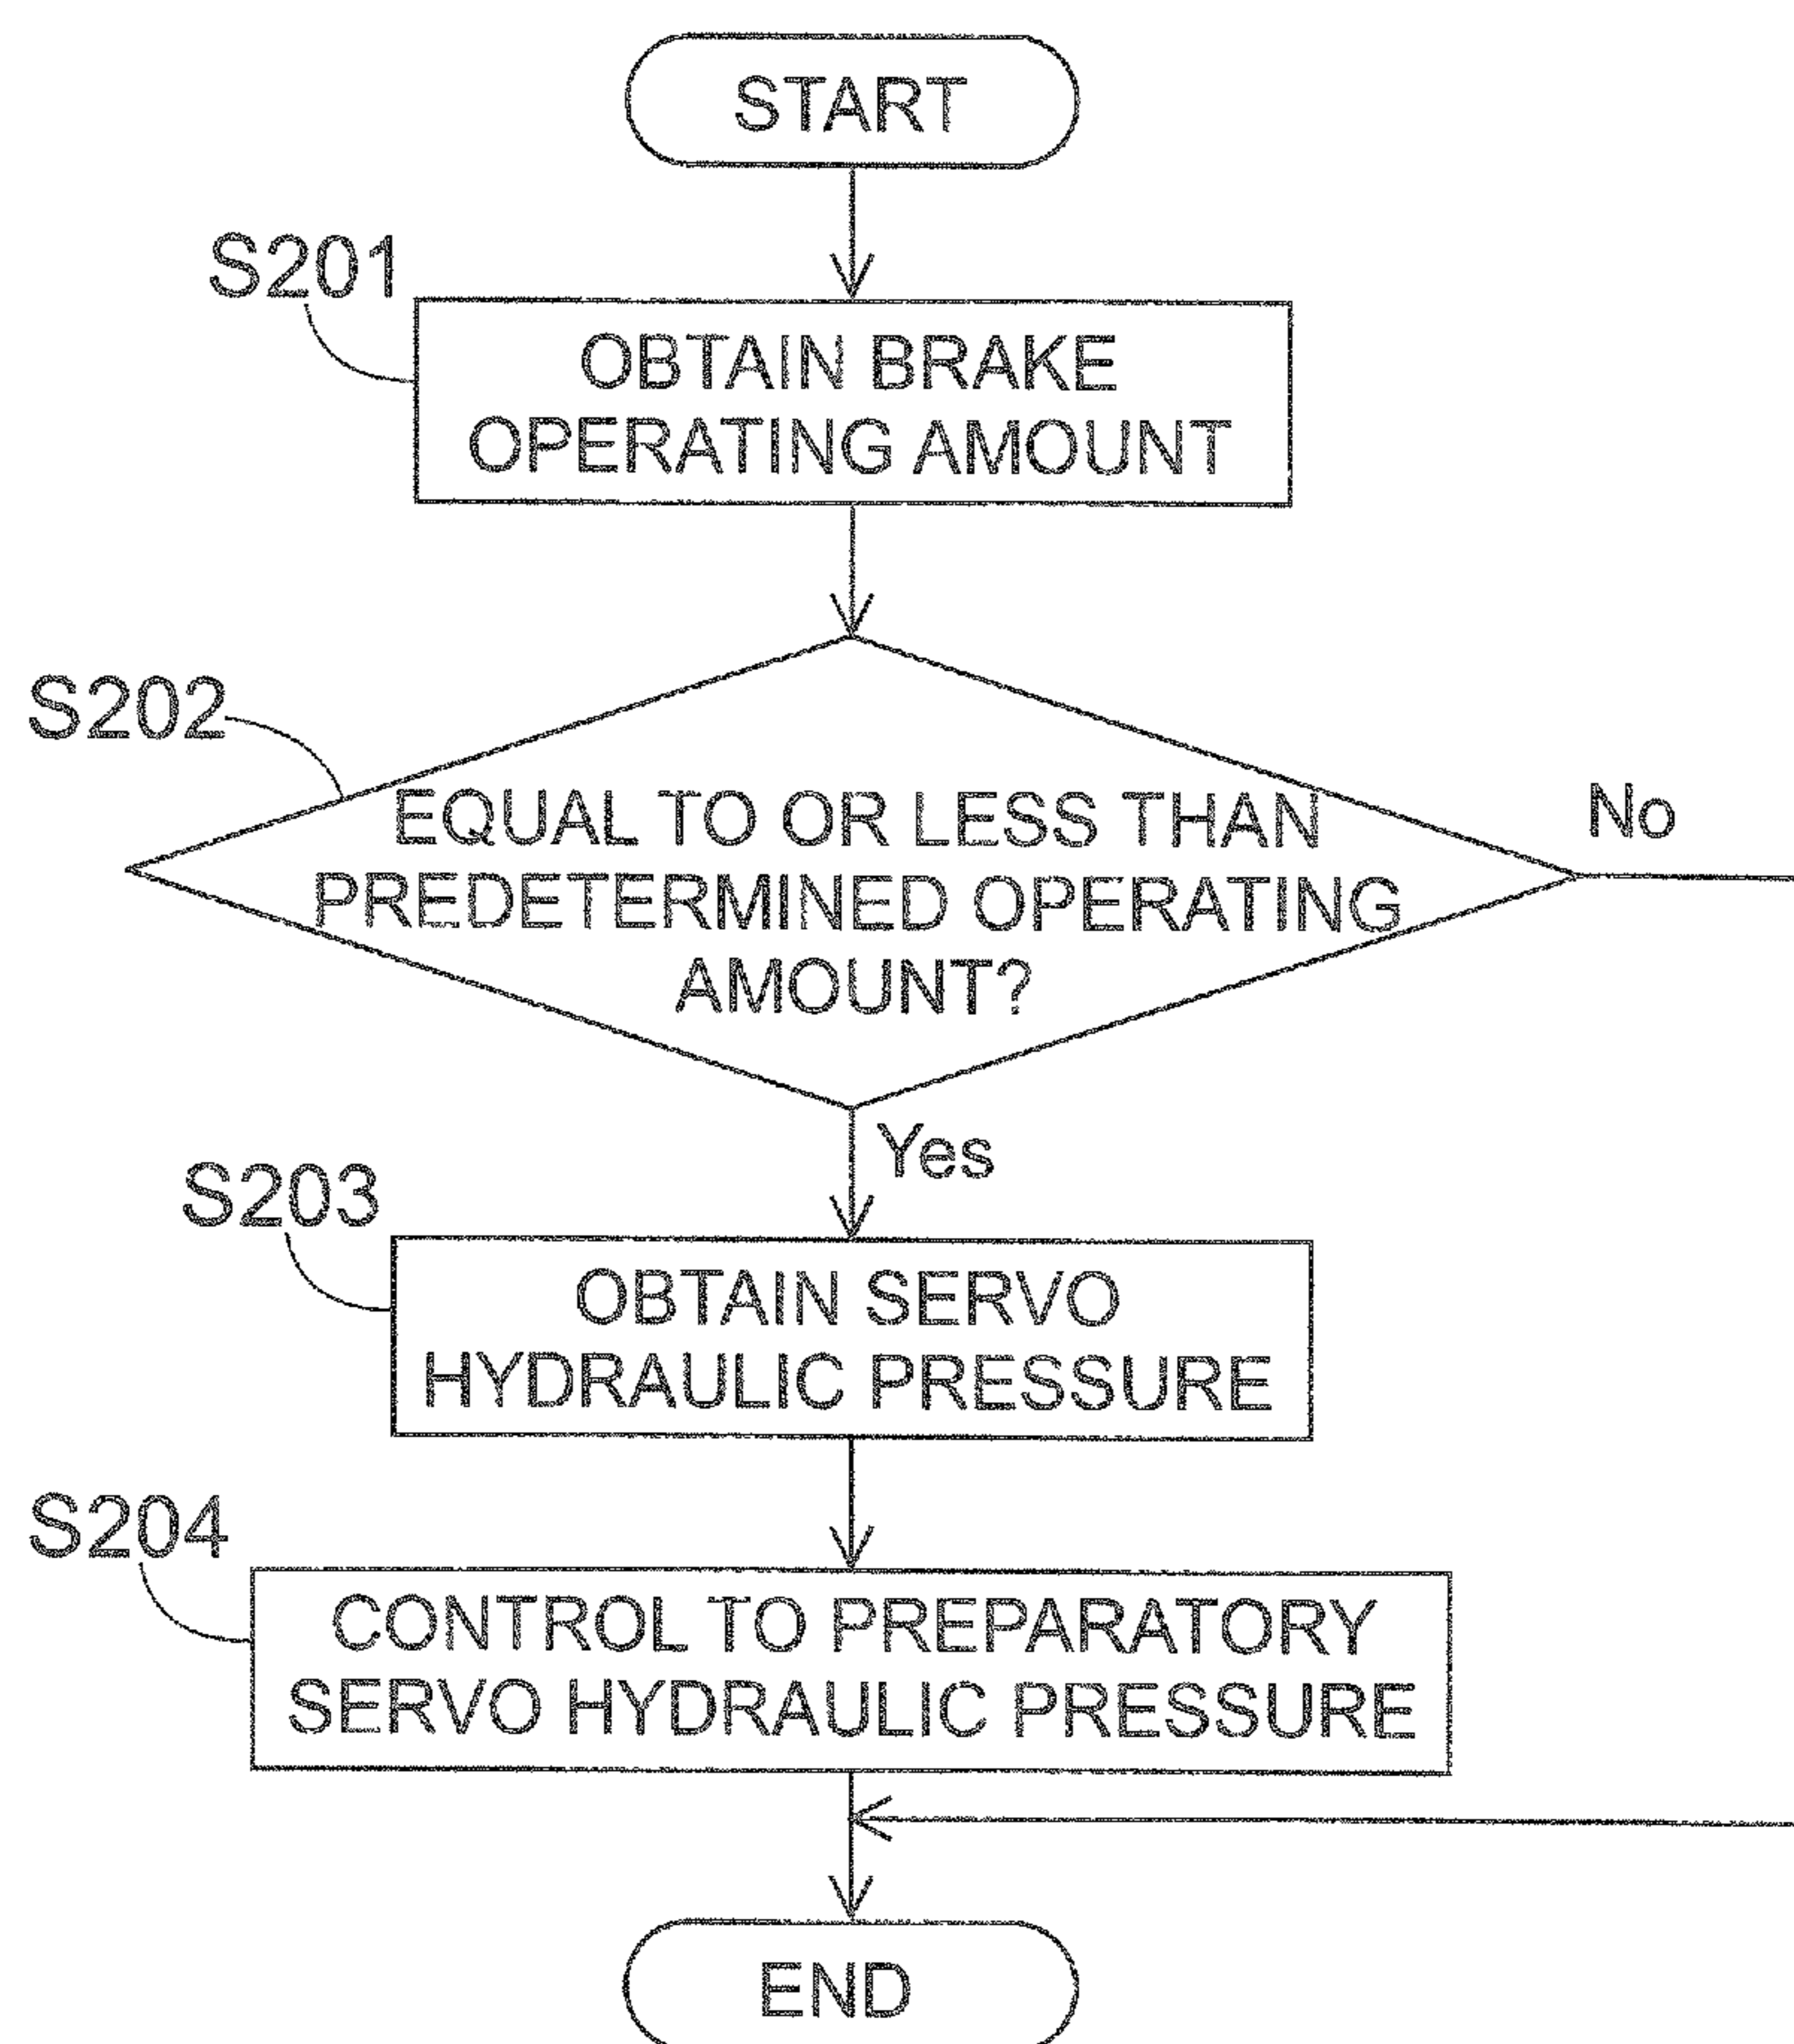 START
S201
OBTAIN BRAKE
OPERATING AMOUNT
S202
EQUAL TO OR LESS THAN
PREDETERMINED OPERATING
AMOUNT?
No
Yes
S203
OBTAIN SERVO
HYDRAULIC PRESSURE
S204
CONTROL TO PREPARATORY
SERVO HYDRAULIC PRESSURE
END